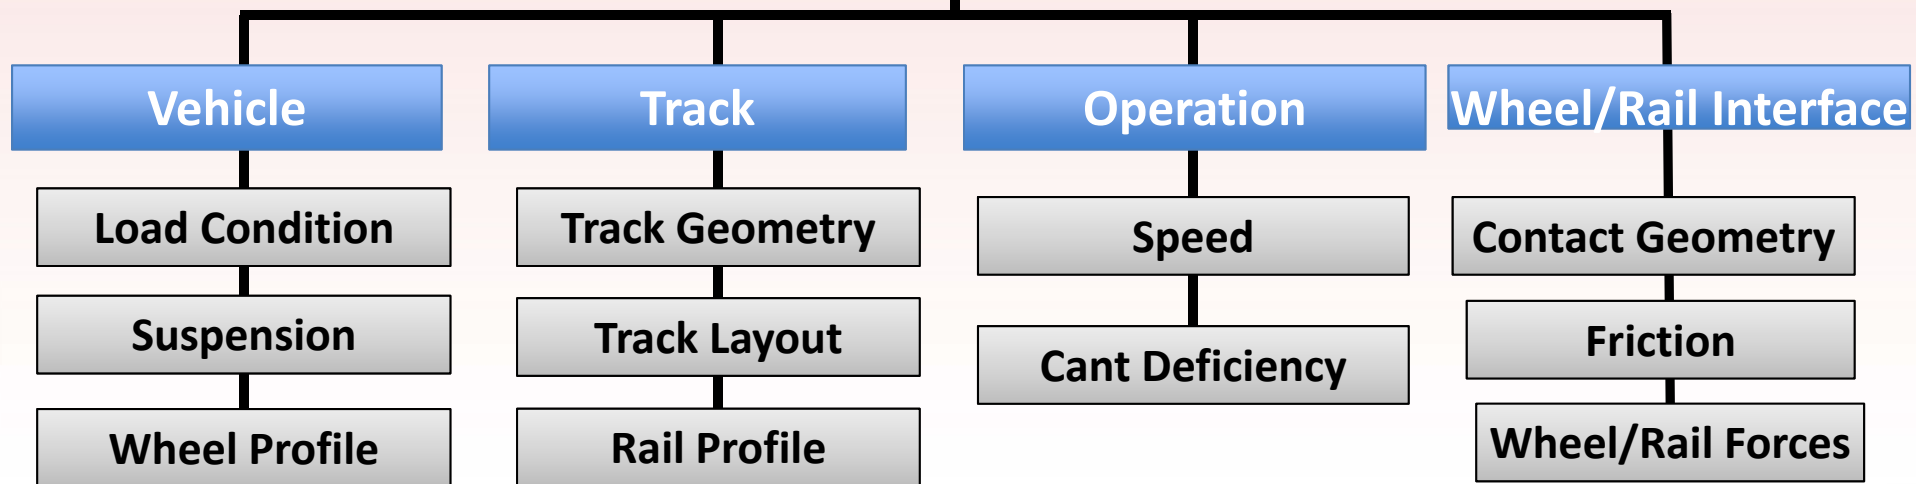 Vehicle
Track
Operation
Wheel/Rail Interface
Load Condition
Track Geometry
Speed
Contact Geometry
Suspension
Track Layout
Cant Deficiency
Friction
Wheel Profile
Rail Profile
Wheel/Rail Forces